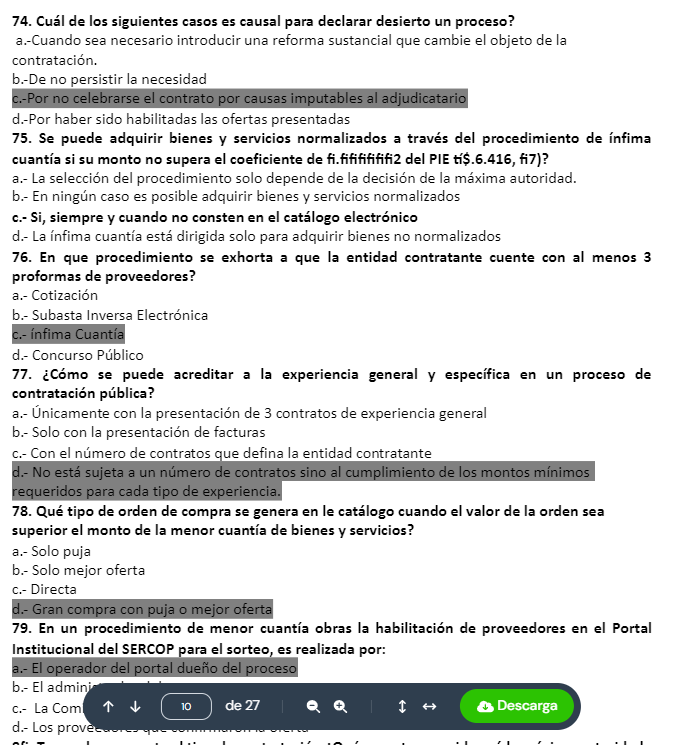 74. Cuál de los siguientes casos es causal para declarar desierto un proceso?
a.-Cuando sea necesario introducir una reforma sustancial que cambie el objeto de la
contratación.
b.-De no persistir la necesidad
c.-Por no celebrarse el contrato por causas imputables al adjudicatario
d.-Por haber sido habilitadas las ofertas presentadas
75. Se puede adquirir bienes y servicios normalizados a través del procedimiento de ínfima
cuantía si su monto no supera el coeficiente de fi.fififififififi2 del PIE tí$.6.416, fi7)?
a.- La selección del procedimiento solo depende de la decisión de la máxima autoridad.
b.- En ningún caso es posible adquirir bienes y servicios normalizados
c.- Si, siempre y cuando no consten en el catálogo electrónico
d.- La ínfima cuantía está dirigida solo para adquirir bienes no normalizados
76. En que procedimiento se exhorta a que la entidad contratante cuente con al menos 3
proformas de proveedores?
a.- Cotización
b.- Subasta Inversa Electrónica
c.- ínfima Cuantía
d.- Concurso Público
77. ¿Cómo se puede acreditar a la experiencia general y específica en un proceso de
contratación pública?
a.- Únicamente con la presentación de 3 contratos de experiencia general
b.- Solo con la presentación de facturas
c.- Con el número de contratos que defina la entidad contratante
d.- No está sujeta a un número de contratos sino al cumplimiento de los montos mínimos
requeridos para cada tipo de experiencia.
78. Qué tipo de orden de compra se genera en le catálogo cuando el valor de la orden sea
superior el monto de la menor cuantía de bienes y servicios?
a.- Solo puja
b.- Solo mejor oferta
c.- Directa
d.- Gran compra con puja o mejor oferta
79. En un procedimiento de menor cuantía obras la habilitación de proveedores en el Portal
Institucional del SERCOP para el sorteo, es realizada por:
a.- El operador del portal dueño del proceso
b.- El
c.- La
d.- Los
10 de 27
Descarga